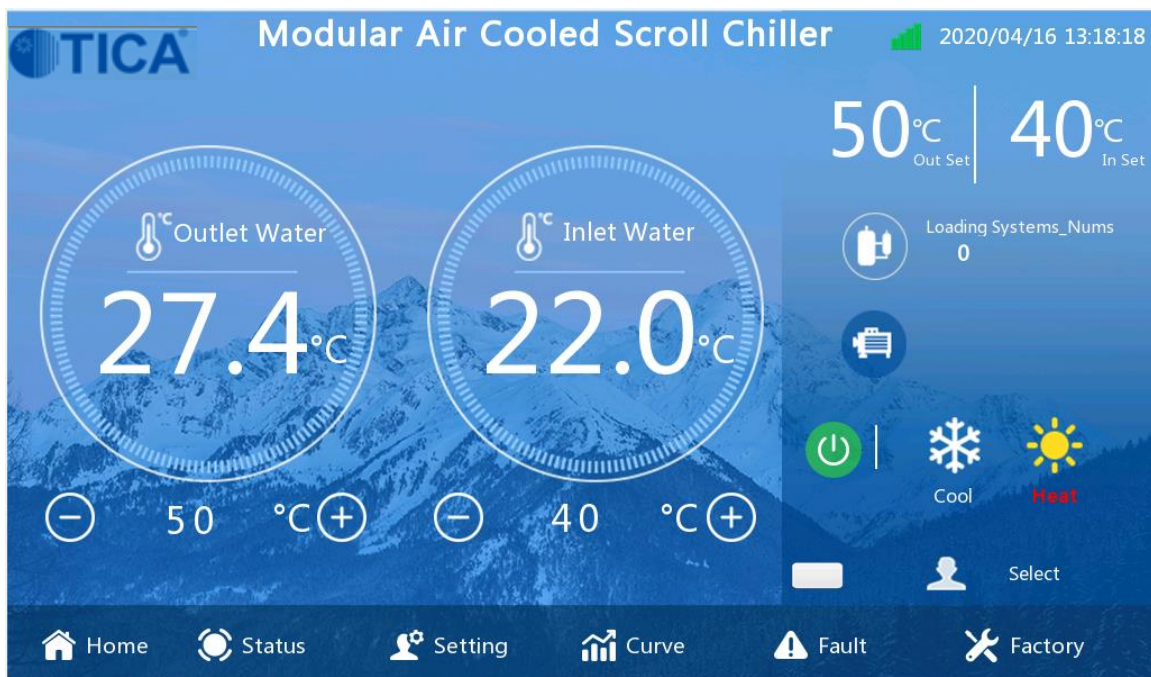 TICA
Modular Air Cooled Scroll Chiller
2020/04/16 13:18:18
50°C Out Set
40°C In Set
°C Outlet Water
27.4°C
°C Inlet Water
22.0°C
Loading Systems_Nums
0
Cool
Heat
50 °C
40 °C
Select
Home Status Setting Curve Fault Factory